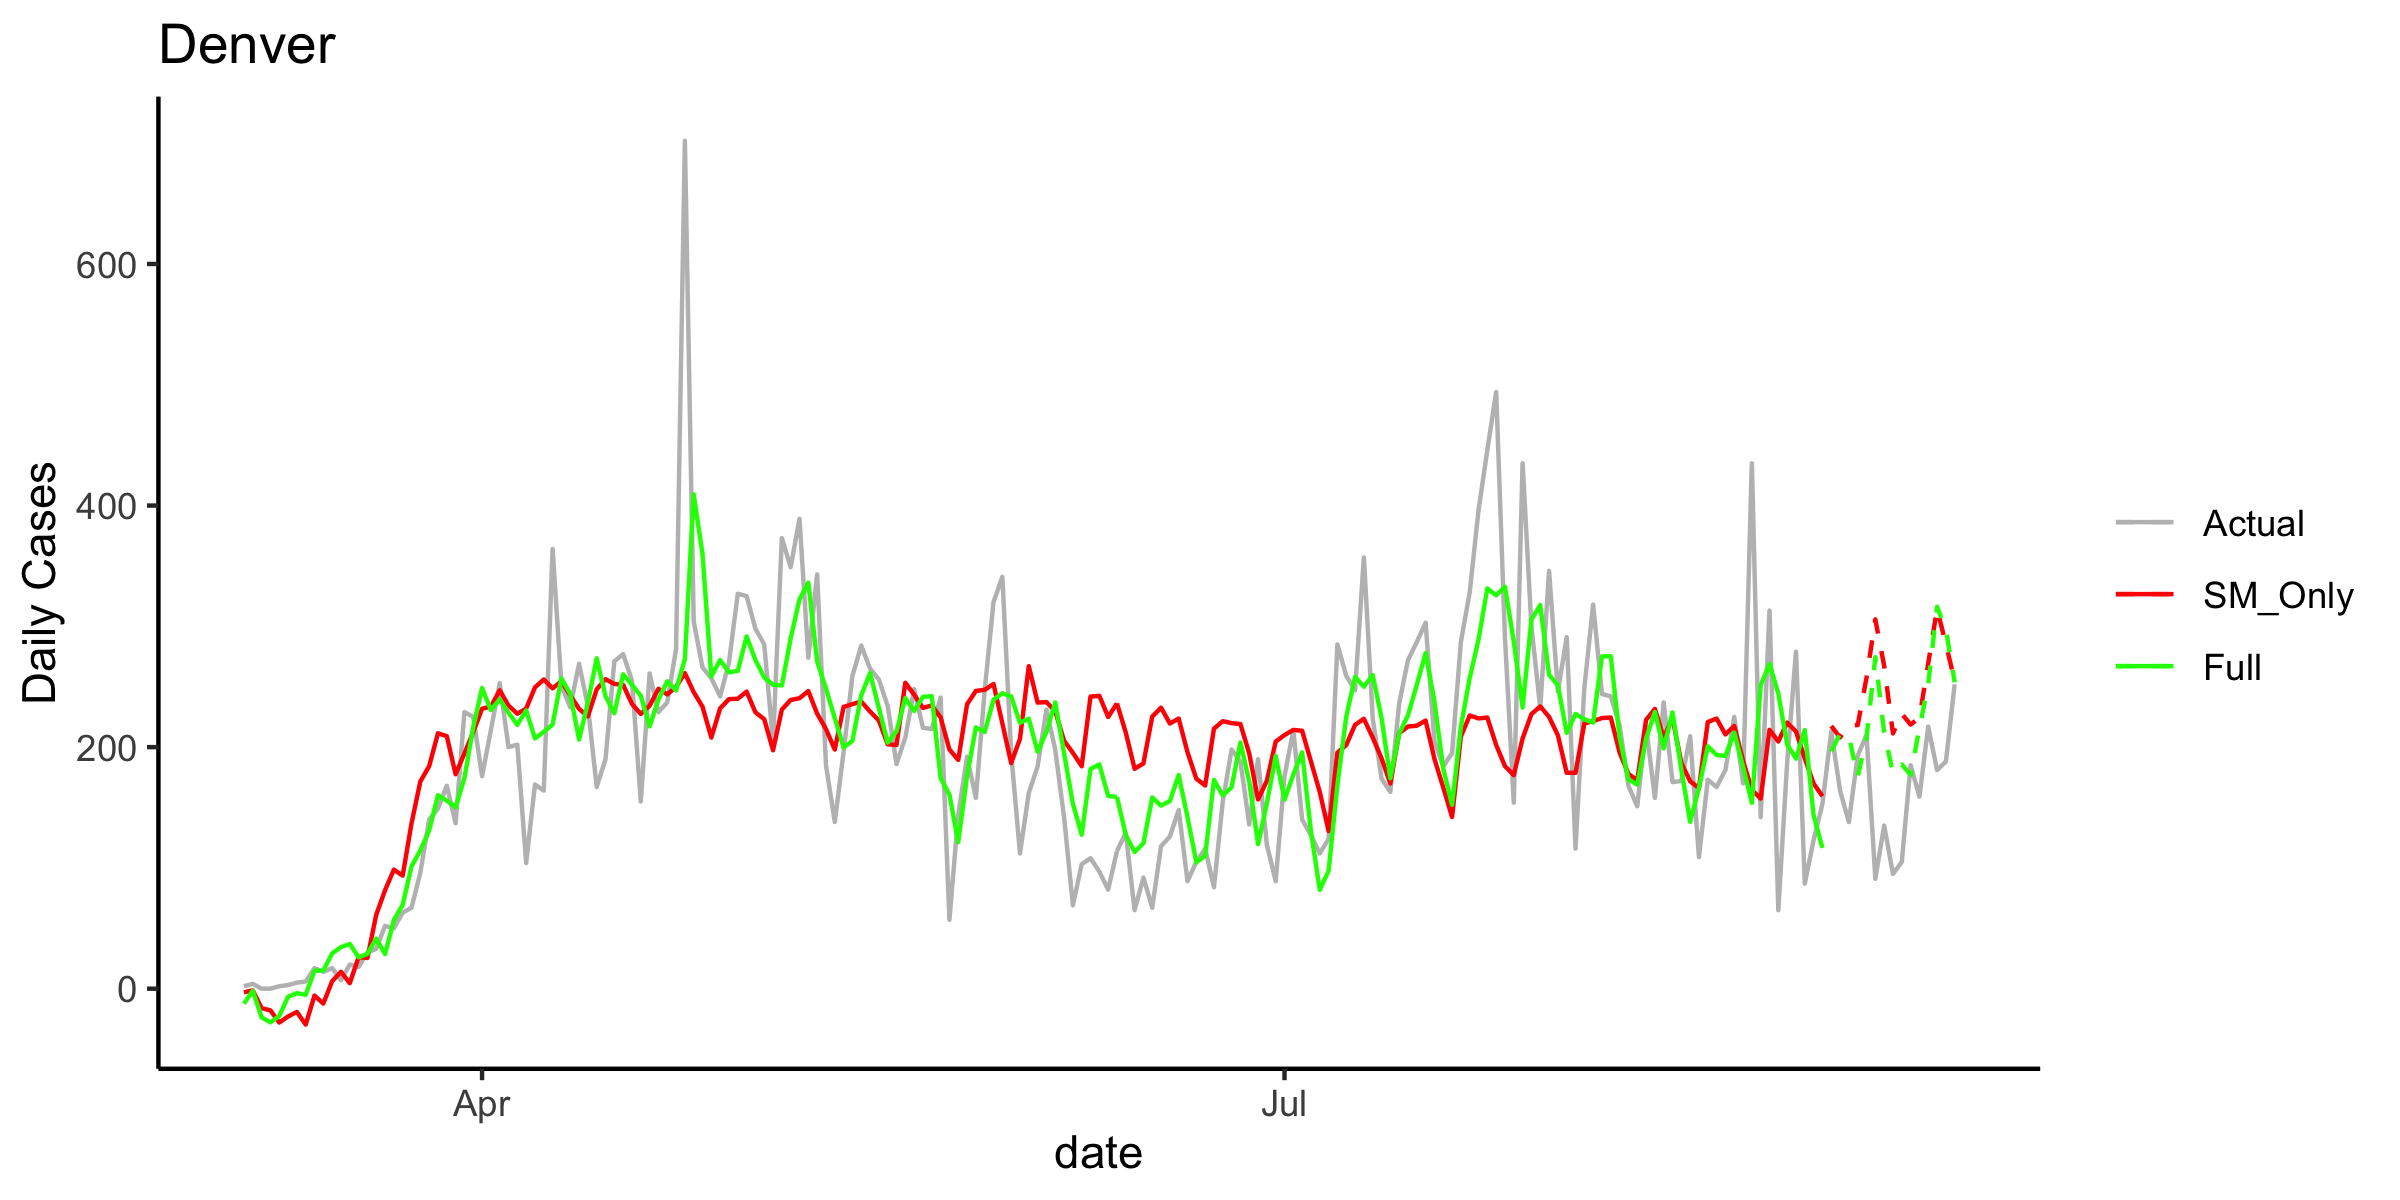 Denver
Daily Cases
600
400
200
0
Apr
Jul
date
Actual
SM_Only
Full